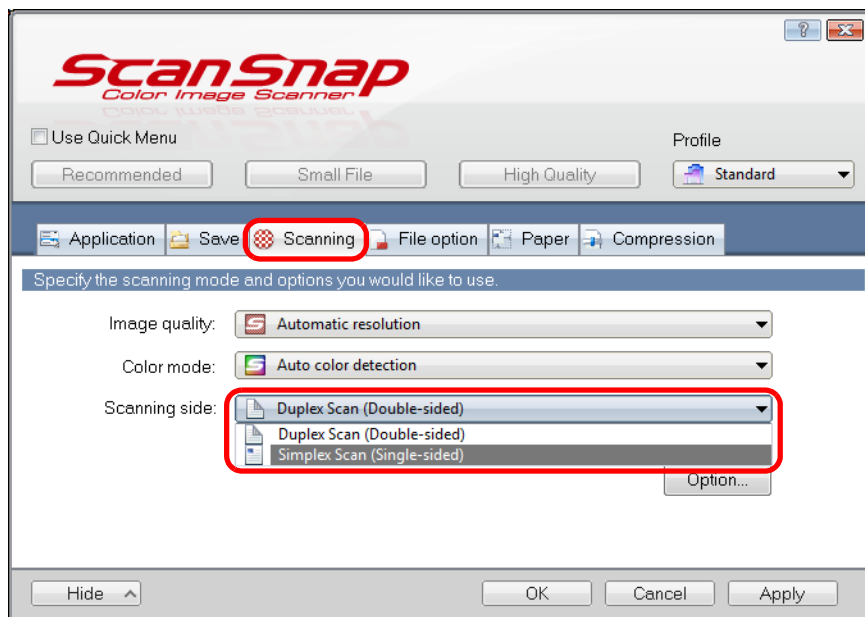 ScanSnap
Color Image Scanner
Use Quick Menu
Profile
Recommended Small File High Quality Standard
Application Save Scanning File option Paper Compression
Specify the scanning mode and options you would like to use.
Image quality: Automatic resolution
Color mode: Auto color detection
Scanning side: Duplex Scan (Double-sided)
Duplex Scan (Double-sided)
Simplex Scan (Single-sided)
Option...
Hide OK Cancel Apply